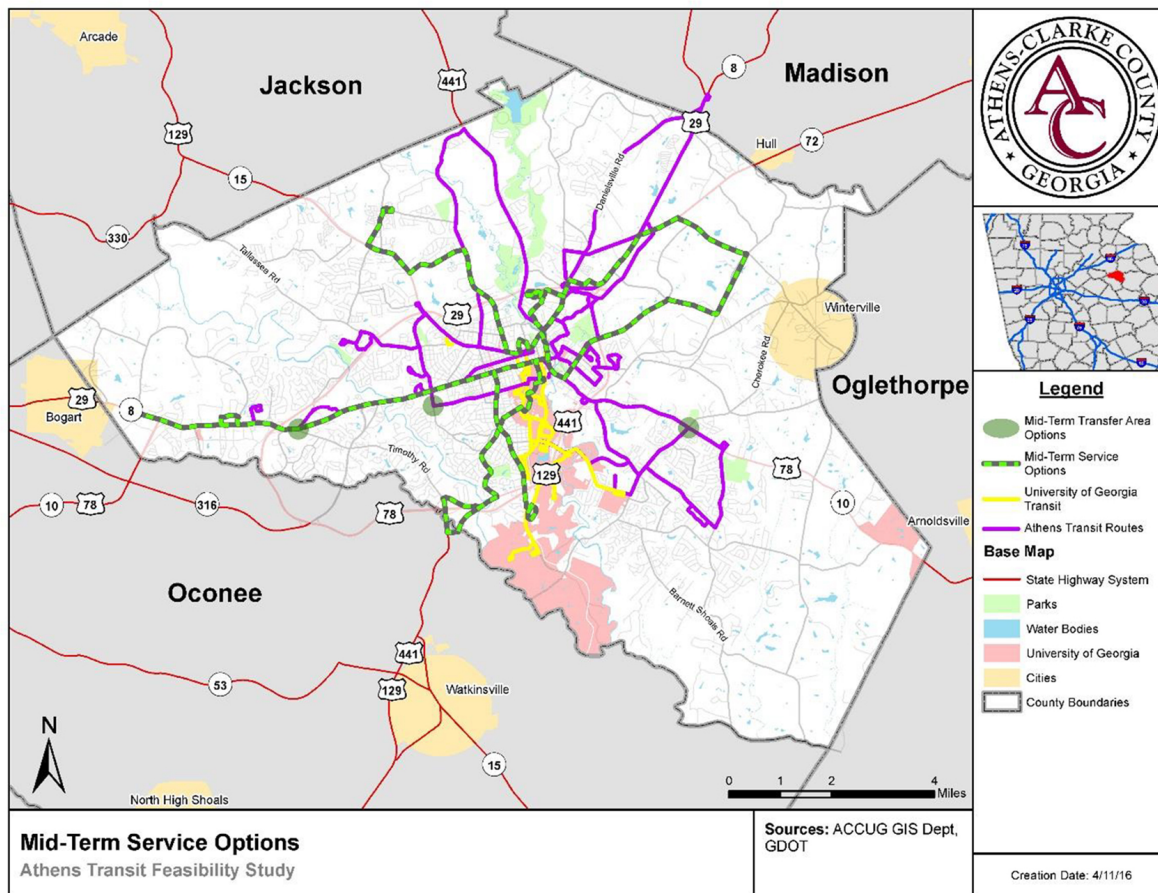 Arcade
Jackson
441
8
Madison
129
29
Hull
72
15
Danielsville Rd
330
Tallassea Rd
29
Winterville
Cherokee Rd
Oglethorpe
29
8
Bogart
441
Timothy Rd
129
78
10
78
316
78
10
Arnoldsville
Oconee
Barnett Shoals Rd
441
53
129
Watkinsville
15
N
North High Shoals
0 1 2 4
Miles
ATHENS-CLARKE COUNTY
AC
GEORGIA
Legend
Mid-Term Transfer Area
Options
Mid-Term Service
Options
University of Georgia
Transit
Athens Transit Routes
Base Map
State Highway System
Parks
Water Bodies
University of Georgia
Cities
County Boundaries
Mid-Term Service Options
Athens Transit Feasibility Study
Sources: ACCUG GIS Dept,
GDOT
Creation Date: 4/11/16